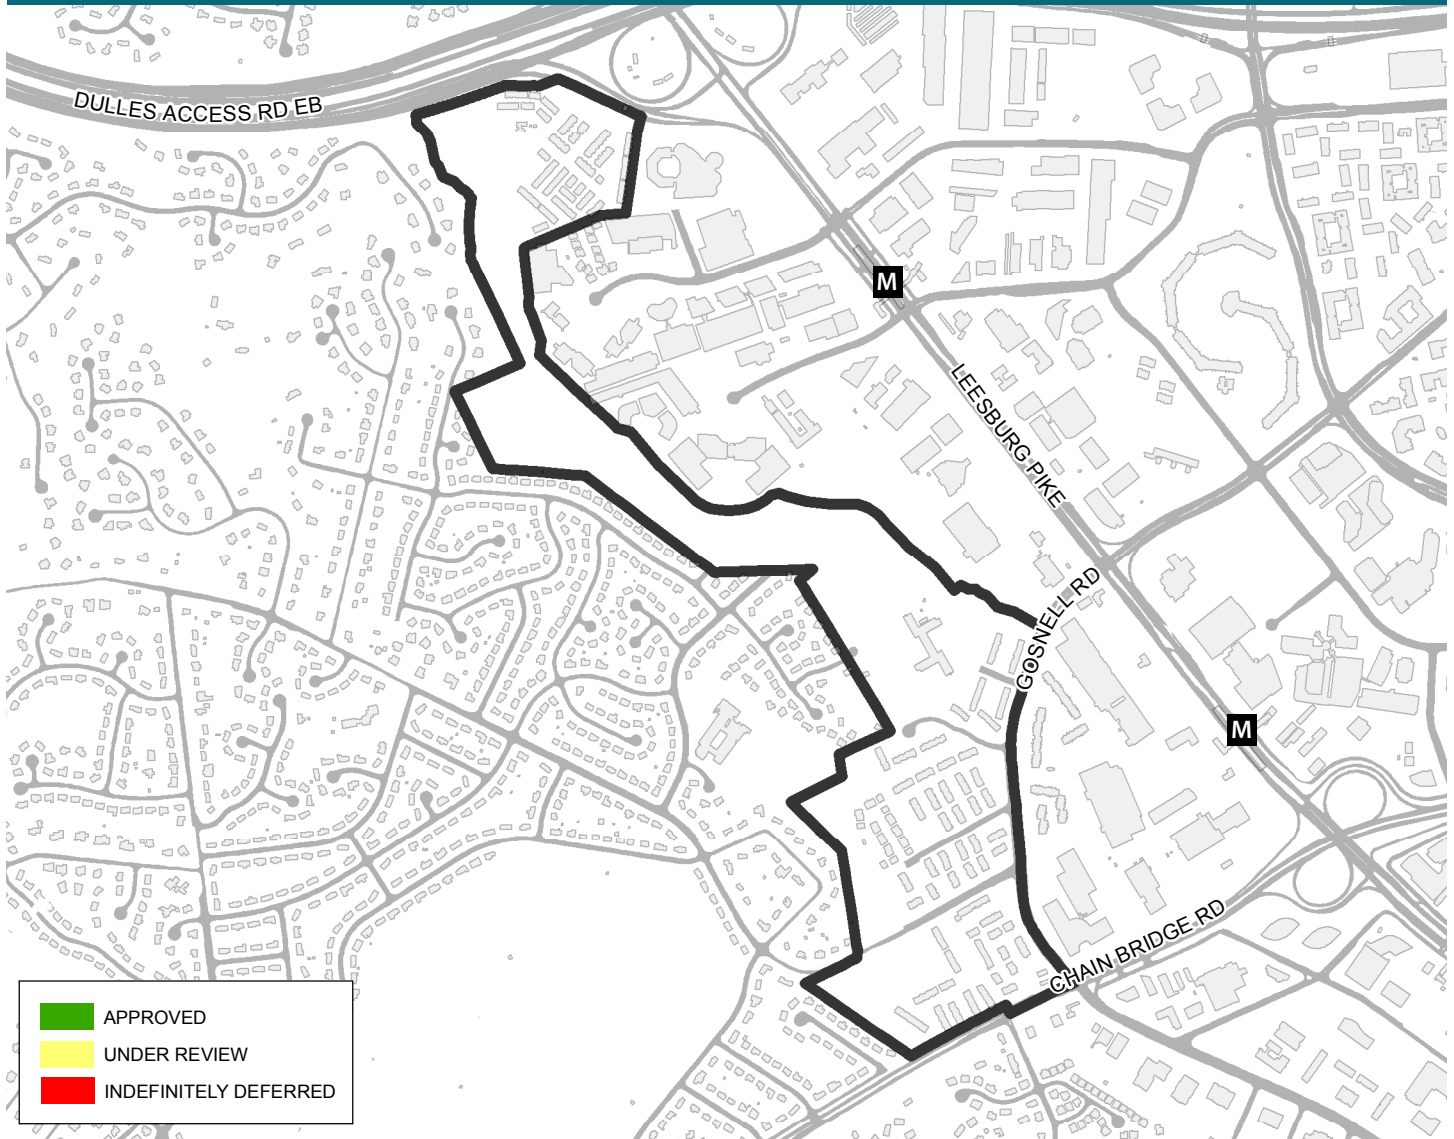 DULLES ACCESS RD EB
M
LEESBURG PIKE
GOSNELL RD
M
CHAIN BRIDGE RD
APPROVED
UNDER REVIEW
INDEFINITELY DEFERRED